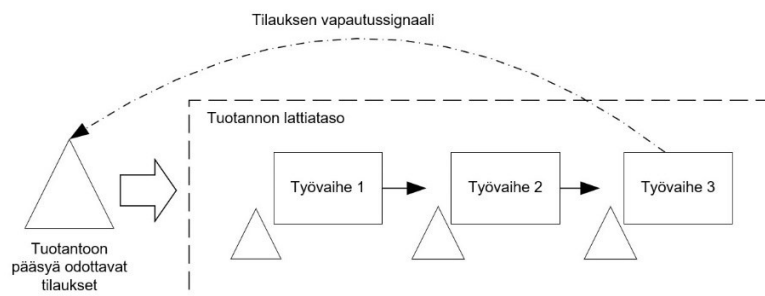 Tilauksen vapautussignaali
Tuotannon lattiataso
Työvaihe 1
Työvaihe 2
Työvaihe 3
Tuotantoon
pääsyä odottavat
tilaukset